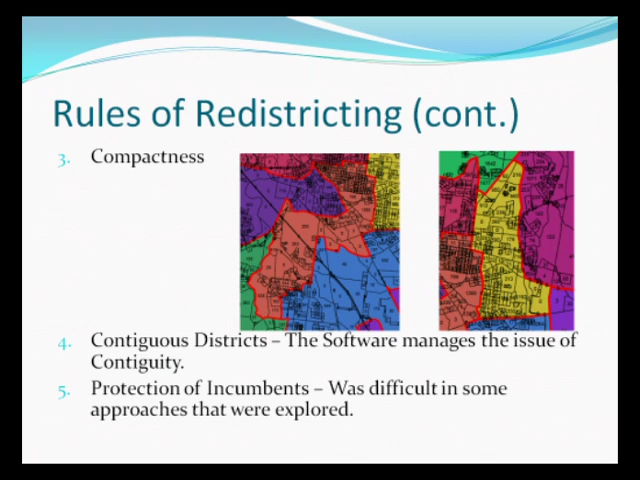 Rules of Redistricting (cont.)
3. Compactness
4. Contiguous Districts – The Software manages the issue of
Contiguity.
5. Protection of Incumbents – Was difficult in some
approaches that were explored.